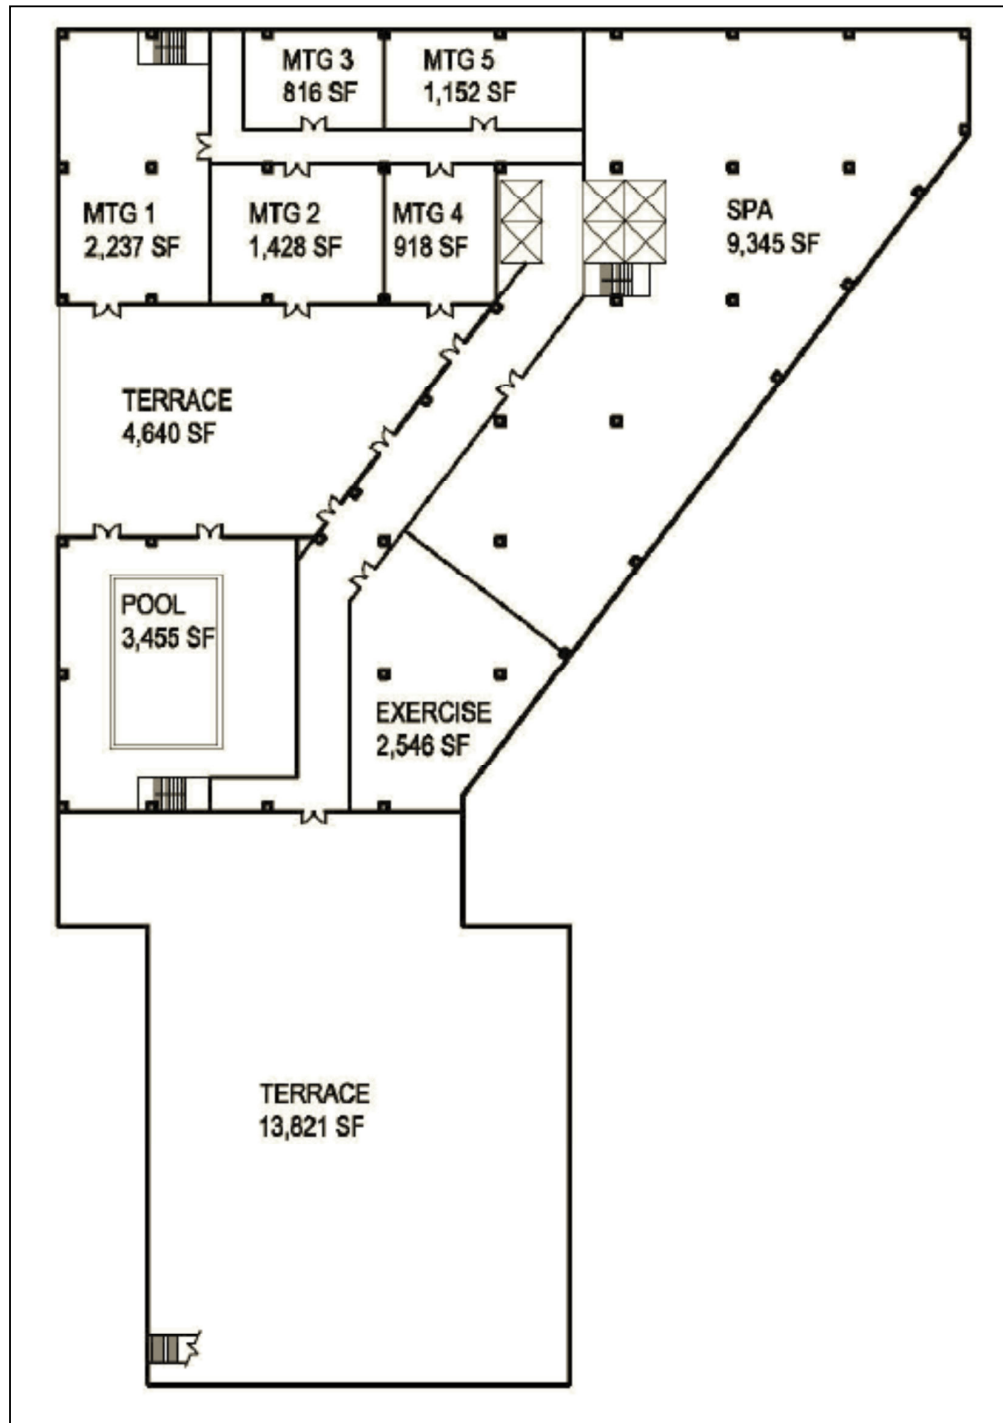 MTG 3
816 SF
MTG 5
1,152 SF
MTG 1
2,237 SF
MTG 2
1,428 SF
MTG 4
918 SF
SPA
9,345 SF
TERRACE
4,640 SF
POOL
3,455 SF
EXERCISE
2,546 SF
TERRACE
13,821 SF